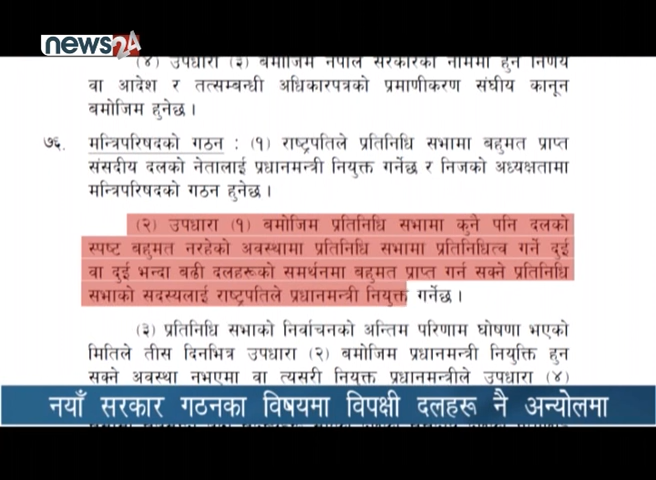 news24
(४) उपधारा (३) बमोजिम नेपाल सरकारको नाममा हुने निर्णय
वा आदेश र तत्सम्बन्धी अधिकारपत्रको प्रमाणीकरण संघीय कानून
बमोजिम हुनेछ ।
७६. मन्त्रिपरिषदको गठन : (१) राष्ट्रपतिले प्रतिनिधि सभामा बहुमत प्राप्त
संसदीय दलको नेतालाई प्रधानमन्त्री नियुक्त गर्नेछ र निजको अध्यक्षतामा
मन्त्रिपरिषदको गठन हुनेछ ।
(२) उपधारा (१) बमोजिम प्रतिनिधि सभामा कुनै पनि दलको
स्पष्ट बहुमत नरहेको अवस्थामा प्रतिनिधि सभामा प्रतिनिधित्व गर्ने दुई
वा दुई भन्दा बढी दलहरूको समर्थनमा बहुमत प्राप्त गर्न सक्ने प्रतिनिधि
सभाको सदस्यलाई राष्ट्रपतिले प्रधानमन्त्री नियुक्त गर्नेछ ।
(३) प्रतिनिधि सभाको निर्वाचनको अन्तिम परिणाम घोषणा भएको
मितिले तीस दिनभित्र उपधारा (२) बमोजिम प्रधानमन्त्री नियुक्ति हुन
सक्ने अवस्था नभएमा वा त्यसरी नियुक्त प्रधानमन्त्रीले उपधारा (४)
नयाँ सरकार गठनका विषयमा विपक्षी दलहरू नै अन्योलमा